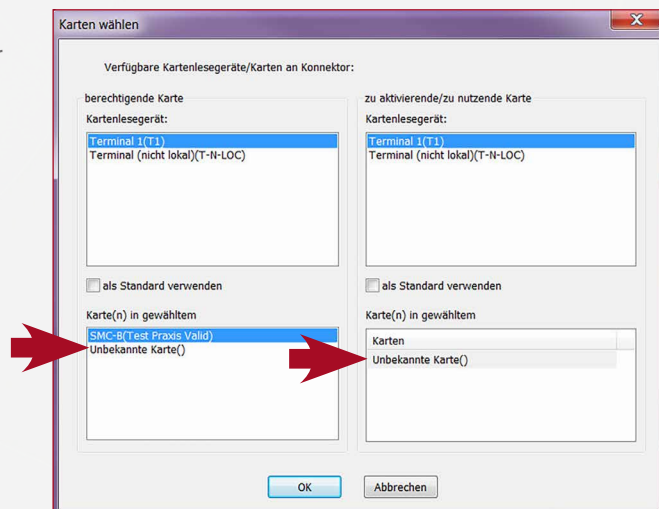 Karten wählen
Verfügbare Kartenlesegeräte/Karten an Konnektor:
berechtigende Karte
Kartenlesegerät:
Terminal 1(T1)
Terminal (nicht lokal)(T-N-LOC)
als Standard verwenden
Karte(n) in gewähltem
SMC-B(Test Praxis Valid)
Unbekannte Karte()
zu aktivierende/zu nutzende Karte
Kartenlesegerät:
Terminal 1(T1)
Terminal (nicht lokal)(T-N-LOC)
als Standard verwenden
Karte(n) in gewähltem
Karten
Unbekannte Karte()
OK
Abbrechen